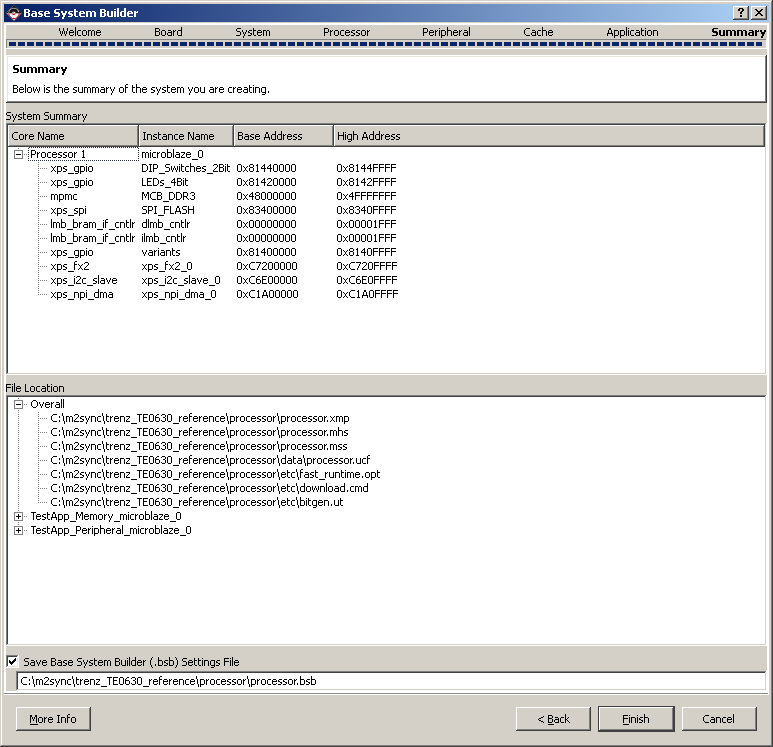 Base System Builder
Welcome Board System Processor Peripheral Cache Application Summary
Summary
Below is the summary of the system you are creating.
System Summary
Core Name Instance Name Base Address High Address
Processor 1 microblaze_0
xps_gpio DIP_Switches_2Bit 0x81440000 0x8144FFFF
xps_gpio LEDs_4Bit 0x81420000 0x8142FFFF
mpmc MCB_DDR3 0x48000000 0x4FFFFFFF
xps_spi SPI_FLASH 0x83400000 0x8340FFFF
lmb_bram_if_cntlr dlmb_cntlr 0x00000000 0x00001FFF
lmb_bram_if_cntlr ilmb_cntlr 0x00000000 0x00001FFF
xps_gpio variants 0x81400000 0x8140FFFF
xps_fx2 xps_fx2_0 0xC7200000 0xC720FFFF
xps_i2c_slave xps_i2c_slave_0 0xC6E00000 0xC6E0FFFF
xps_npi_dma xps_npi_dma_0 0xC1A00000 0xC1A0FFFF
File Location
Overall
C:\m2sync\trenz_TE0630_reference\processor\processor.xmp
C:\m2sync\trenz_TE0630_reference\processor\processor.mhs
C:\m2sync\trenz_TE0630_reference\processor\processor.mss
C:\m2sync\trenz_TE0630_reference\processor\data\processor.ucf
C:\m2sync\trenz_TE0630_reference\processor\etc\fast_runtime.opt
C:\m2sync\trenz_TE0630_reference\processor\etc\download.cmd
C:\m2sync\trenz_TE0630_reference\processor\etc\bitgen.ut
TestApp_Memory_microblaze_0
TestApp_Peripheral_microblaze_0
Save Base System Builder (.bsb) Settings File
C:\m2sync\trenz_TE0630_reference\processor\processor.bsb
More Info < Back Finish Cancel